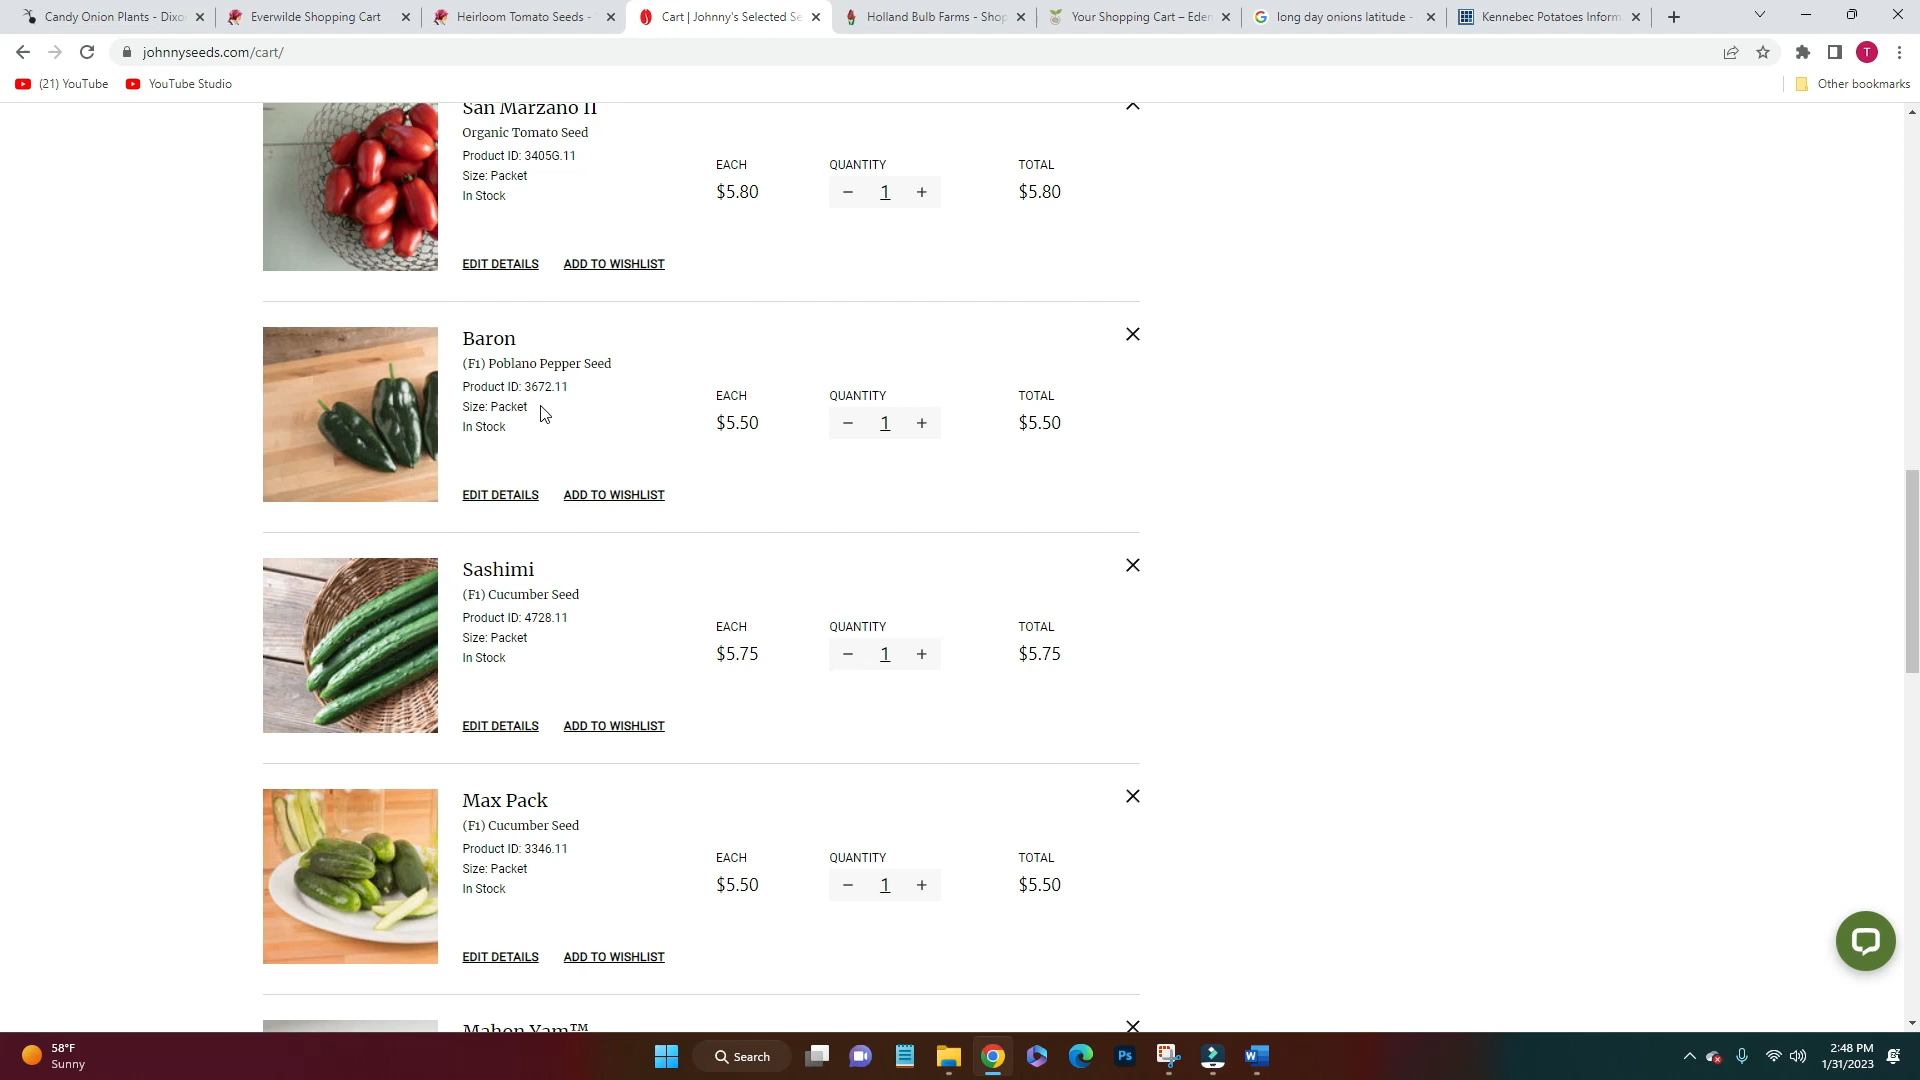 Candy Onion Plants - Dixo
Everwilde Shopping Cart
Heirloom Tomato Seeds -
Cart | Johnny's Selected Se
Holland Bulb Farms - Shop
Your Shopping Cart – Eden
long day onions latitude -
Kennebec Potatoes Inform
johnnyseeds.com/cart/
T
(21) YouTube
YouTube Studio
Other bookmarks
San Marzano II
Organic Tomato Seed
Product ID: 3405G.11
Size: Packet
In Stock
EACH
QUANTITY
TOTAL
$5.80
− 1 +
$5.80
EDIT DETAILS
ADD TO WISHLIST
Baron
(F1) Poblano Pepper Seed
Product ID: 3672.11
Size: Packet
In Stock
EACH
QUANTITY
TOTAL
$5.50
− 1 +
$5.50
EDIT DETAILS
ADD TO WISHLIST
Sashimi
(F1) Cucumber Seed
Product ID: 4728.11
Size: Packet
In Stock
EACH
QUANTITY
TOTAL
$5.75
− 1 +
$5.75
EDIT DETAILS
ADD TO WISHLIST
Max Pack
(F1) Cucumber Seed
Product ID: 3346.11
Size: Packet
In Stock
EACH
QUANTITY
TOTAL
$5.50
− 1 +
$5.50
EDIT DETAILS
ADD TO WISHLIST
Mahon Yam™
58°F
Sunny
Search
Ps
W
2:48 PM
1/31/2023